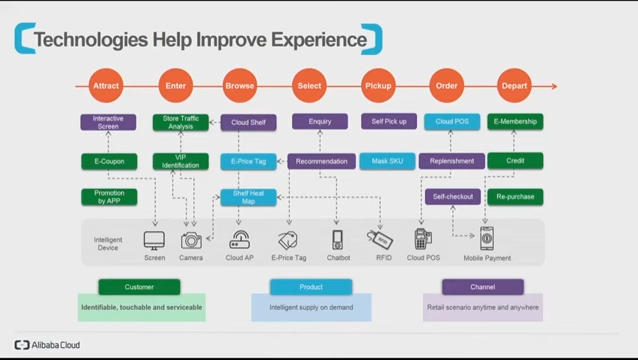 Technologies Help Improve Experience
Attract
Enter
Browse
Select
Pickup
Order
Depart
Interactive
Screen
Store Traffic
Analysis
Cloud Shelf
Enquiry
Self Pick up
Cloud POS
E-Membership
E-Coupon
VIP
Identification
E-Price Tag
Recommendation
Mask SKU
Replenishment
Credit
Promotion
by APP
Shelf Heat
Map
Self-checkout
Re-purchase
Intelligent
Device
Screen
Camera
Cloud AP
E-Price Tag
Chatbot
RFID
Cloud POS
Mobile Payment
Customer
Product
Channel
Identifiable, touchable and serviceable
Intelligent supply on demand
Retail scenario anytime and anywhere
Alibaba Cloud